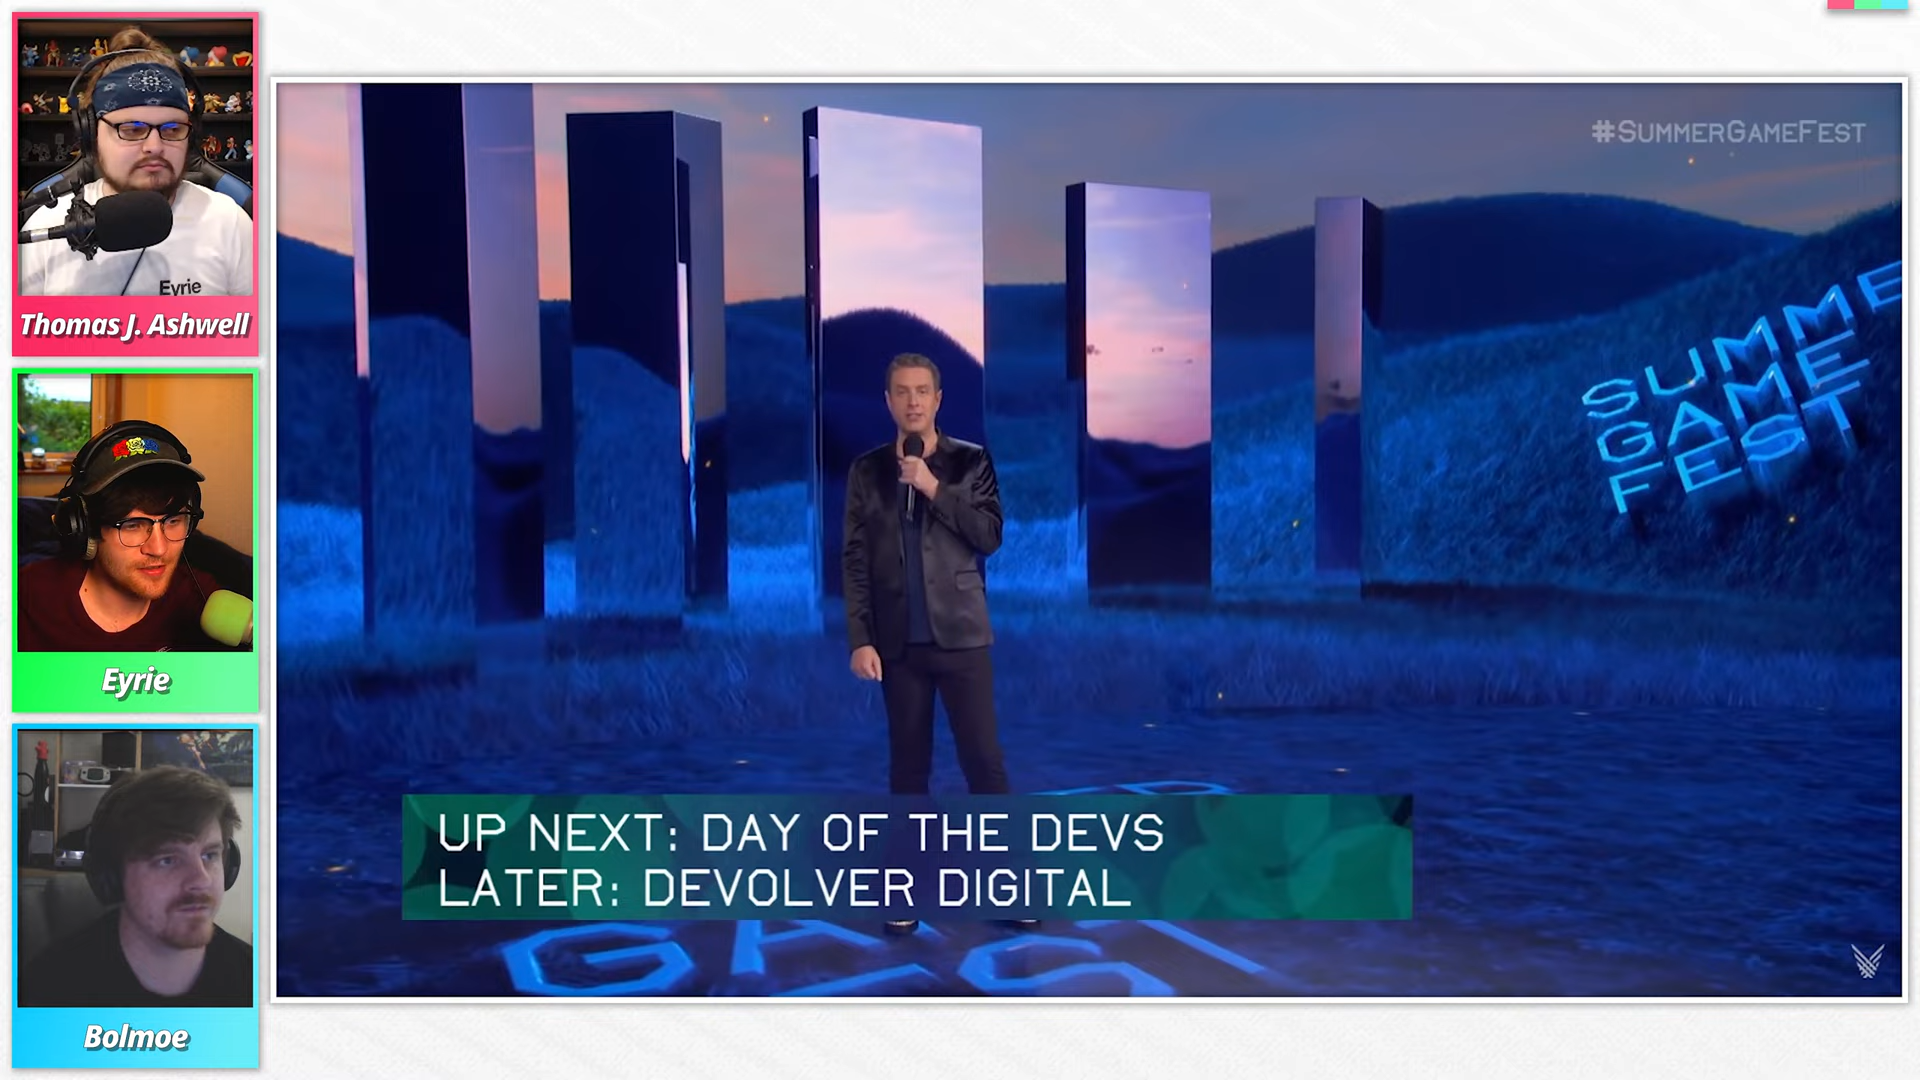 Eyrie
Thomas J. Ashwell
Eyrie
Bolmoe
#SUMMERGAMEFEST
SUMME
GAME
FEST
UP NEXT: DAY OF THE DEVS
LATER: DEVOLVER DIGITAL